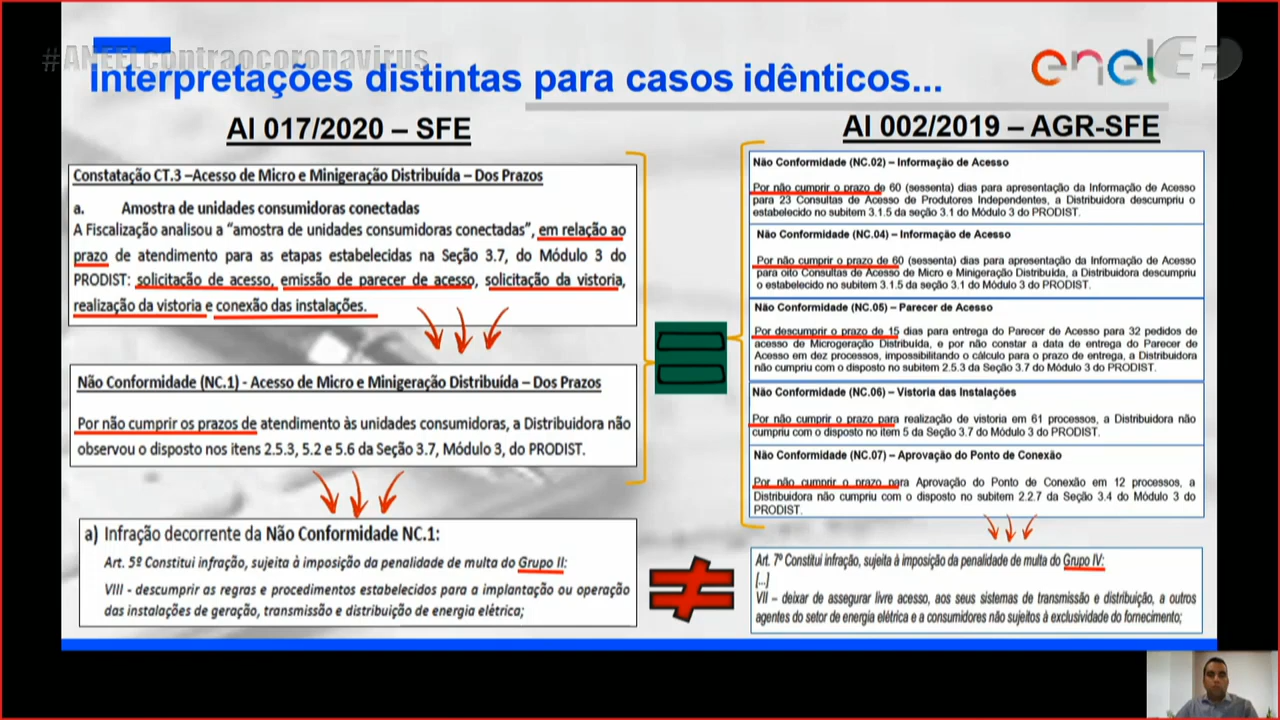 #ANEELcontraocoronavirus
Interpretações distintas para casos idênticos...
enel
AI 017/2020 – SFE
Constatação CT.3 –Acesso de Micro e Minigeração Distribuída – Dos Prazos
a. Amostra de unidades consumidoras conectadas
A Fiscalização analisou a “amostra de unidades consumidoras conectadas”, em relação ao
prazo de atendimento para as etapas estabelecidas na Seção 3.7, do Módulo 3 do
PRODIST: solicitação de acesso, emissão de parecer de acesso, solicitação da vistoria,
realização da vistoria e conexão das instalações.
Não Conformidade (NC.1) - Acesso de Micro e Minigeração Distribuída – Dos Prazos
Por não cumprir os prazos de atendimento às unidades consumidoras, a Distribuidora não
observou o disposto nos itens 2.5.3, 5.2 e 5.6 da Seção 3.7, Módulo 3, do PRODIST.
a) Infração decorrente da Não Conformidade NC.1:
Art. 5º Constitui infração, sujeita à imposição da penalidade de multa do Grupo II:
VIII - descumprir as regras e procedimentos estabelecidos para a implantação ou operação
das instalações de geração, transmissão e distribuição de energia elétrica;
AI 002/2019 – AGR-SFE
Não Conformidade (NC.02) – Informação de Acesso
Por não cumprir o prazo de 60 (sessenta) dias para apresentação da Informação de Acesso
para 23 Consultas de Acesso de Produtores Independentes, a Distribuidora descumpriu o
estabelecido no subitem 3.1.5 da seção 3.1 do Módulo 3 do PRODIST.
Não Conformidade (NC.04) – Informação de Acesso
Por não cumprir o prazo de 60 (sessenta) dias para apresentação da Informação de Acesso
para oito Consultas de Acesso de Micro e Minigeração Distribuída, a Distribuidora descumpriu
o estabelecido no subitem 3.1.5 da seção 3.1 do Módulo 3 do PRODIST.
Não Conformidade (NC.05) – Parecer de Acesso
Por descumprir o prazo de 15 dias para entrega do Parecer de Acesso para 32 pedidos de
acesso de Microgeração Distribuída, e por não constar a data de entrega do Parecer de
Acesso em dez processos, impossibilitando o cálculo para o prazo de entrega, a Distribuidora
não cumpriu com o disposto no subitem 2.5.3 da Seção 3.7 do Módulo 3 do PRODIST.
Não Conformidade (NC.06) – Vistoria das Instalações
Por não cumprir o prazo para realização de vistoria em 61 processos, a Distribuidora não
cumpriu com o disposto no item 5 da Seção 3.7 do Módulo 3 do PRODIST.
Não Conformidade (NC.07) – Aprovação do Ponto de Conexão
Por não cumprir o prazo para Aprovação do Ponto de Conexão em 12 processos, a
Distribuidora não cumpriu com o disposto no subitem 2.2.7 da Seção 3.4 do Módulo 3 do
PRODIST.
Art. 7º Constitui infração, sujeita à imposição da penalidade de multa do Grupo IV:
[...]
VII – deixar de assegurar livre acesso, aos seus sistemas de transmissão e distribuição, a outros
agentes do setor de energia elétrica e a consumidores não sujeitos à exclusividade do fornecimento;